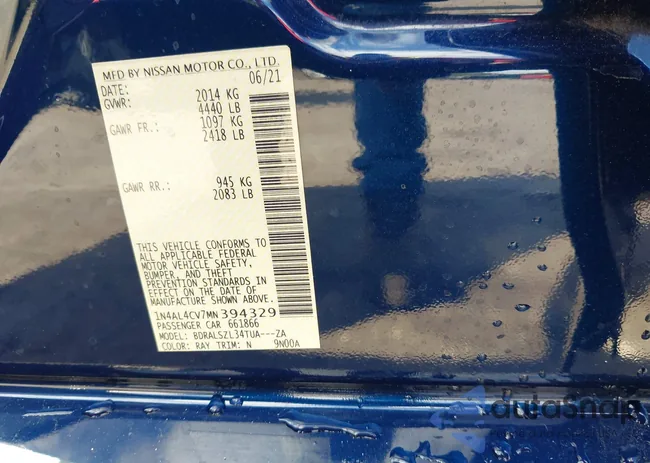 MFD BY NISSAN MOTOR CO., LTD.
DATE: 06/21
GVWR: 2014 KG
4440 LB
GAWR FR.: 1097 KG
2418 LB
GAWR RR.: 945 KG
2083 LB
THIS VEHICLE CONFORMS TO
ALL APPLICABLE FEDERAL
MOTOR VEHICLE SAFETY,
BUMPER, AND THEFT
PREVENTION STANDARDS IN
EFFECT ON THE DATE OF
MANUFACTURE SHOWN ABOVE.
1N4AL4CV7MN394329
PASSENGER CAR 661866
MODEL: BDRALSZL34TUA---ZA
COLOR: RAY TRIM: N 9N00A
autoSnap